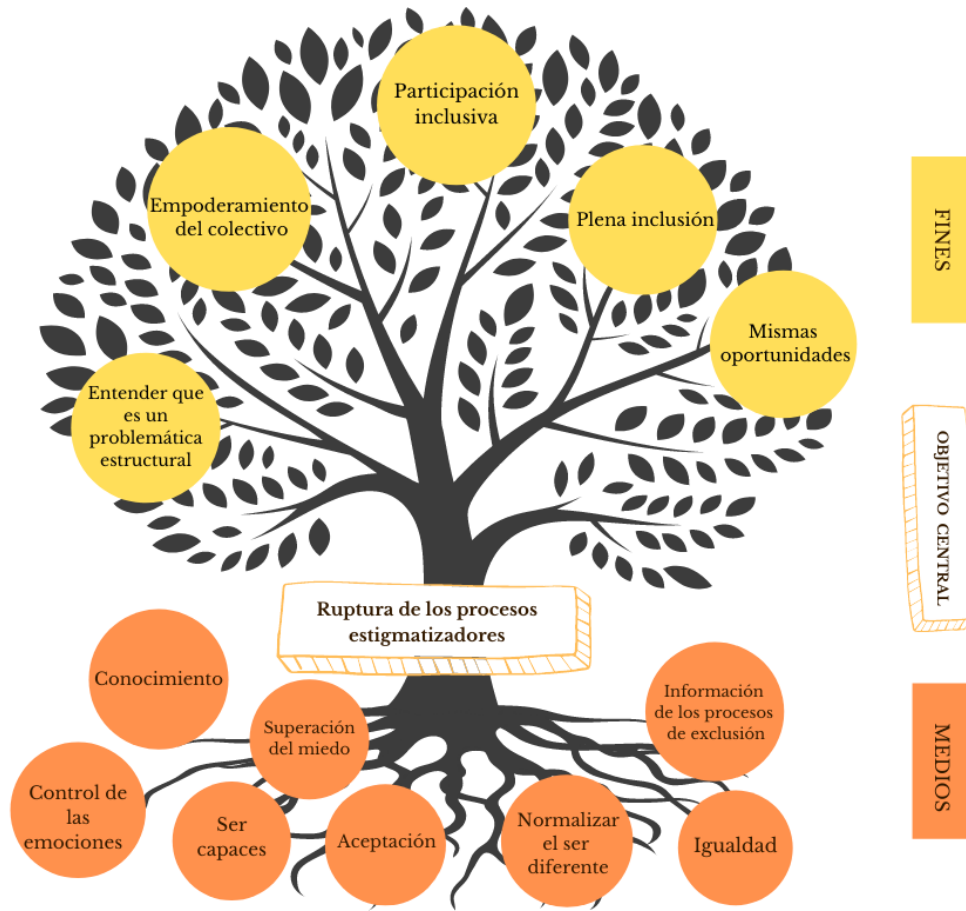 Participación
inclusiva
Empoderamiento
del colectivo
Plena inclusión
Mismas
oportunidades
Entender que
es un
problemática
estructural
FINES
OBJETIVO CENTRAL
Ruptura de los procesos
estigmatizadores
Conocimiento
Superación
del miedo
Información
de los procesos
de exclusión
Control de
las
emociones
Ser
capaces
Aceptación
Normalizar
el ser
diferente
Igualdad
MEDIOS